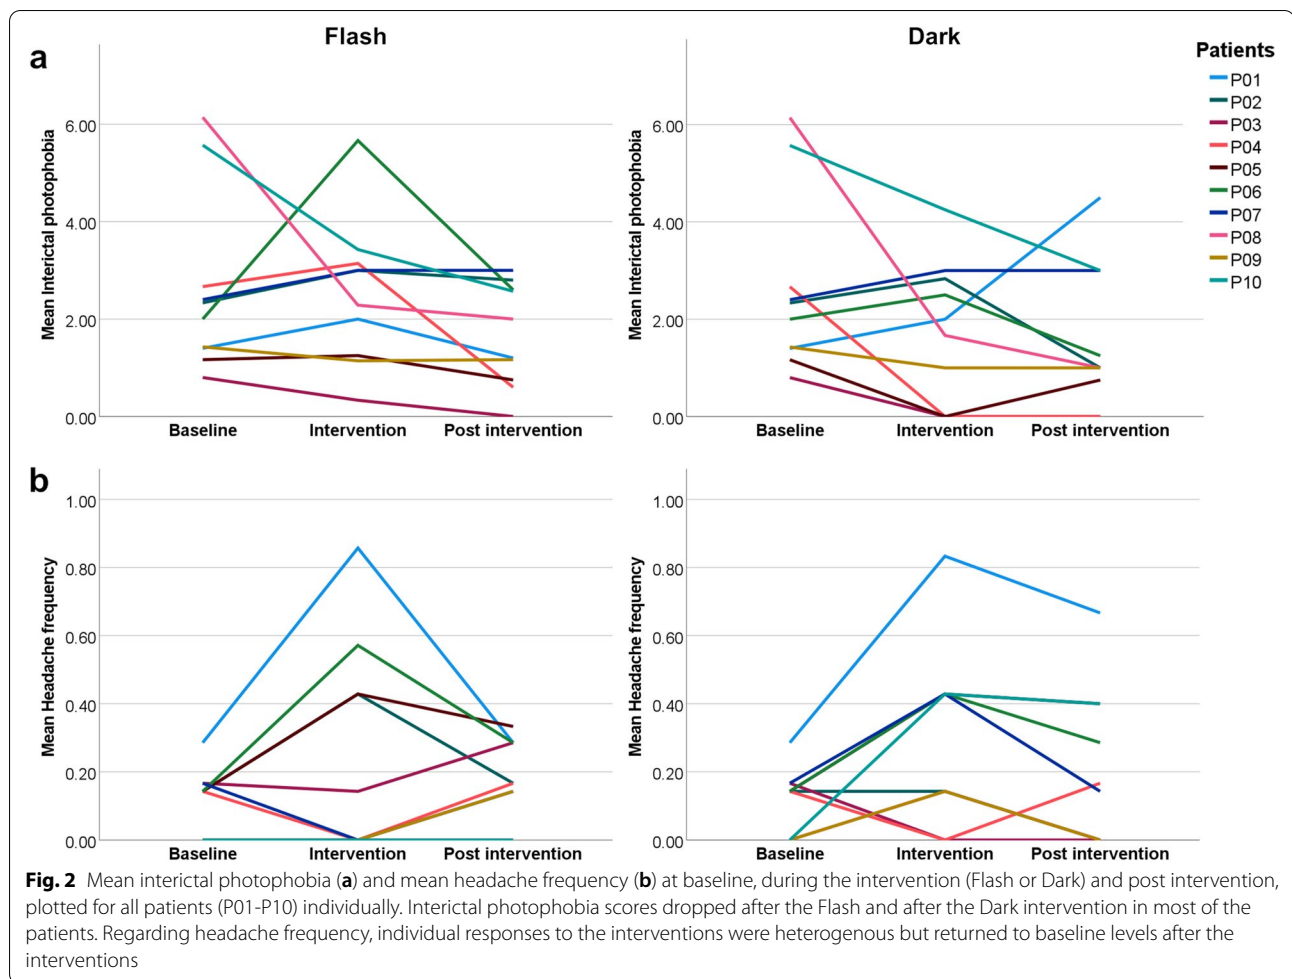 Flash
Dark
a
Patients
P01
P02
P03
P04
P05
P06
P07
P08
P09
P10
Mean Interictal photophobia
6.00
4.00
2.00
0.00
Baseline Intervention Post intervention
Mean Interictal photophobia
6.00
4.00
2.00
0.00
Baseline Intervention Post intervention
b
Mean Headache frequency
1.00
0.80
0.60
0.40
0.20
0.00
Baseline Intervention Post intervention
Mean Headache frequency
1.00
0.80
0.60
0.40
0.20
0.00
Baseline Intervention Post intervention
Fig. 2 Mean interictal photophobia (a) and mean headache frequency (b) at baseline, during the intervention (Flash or Dark) and post intervention,
plotted for all patients (P01-P10) individually. Interictal photophobia scores dropped after the Flash and after the Dark intervention in most of the
patients. Regarding headache frequency, individual responses to the interventions were heterogenous but returned to baseline levels after the
interventions